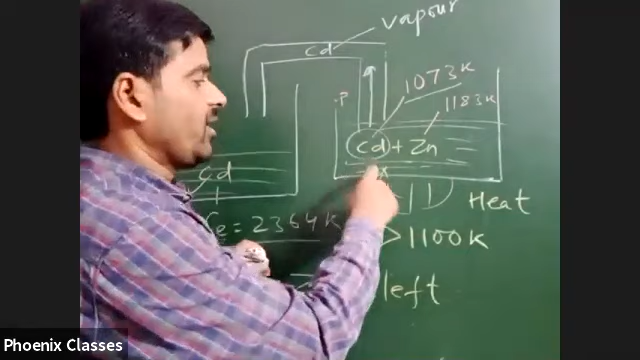 vapour
cd
1073K
1183K
P
cd + Zn
cd
Heat
e = 2364K
>1100K
left
Phoenix Classes